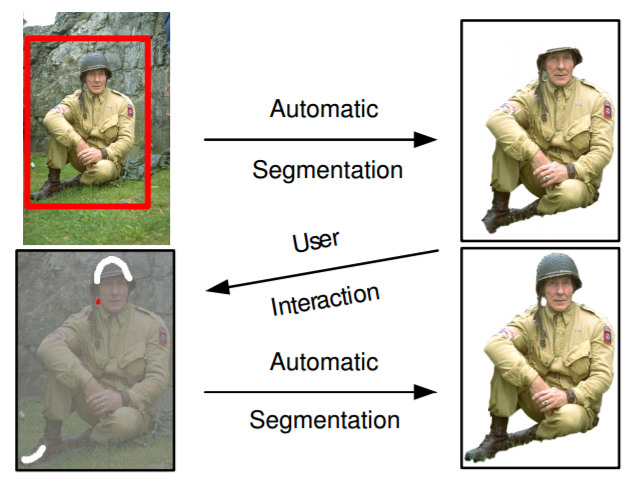 Automatic
Segmentation
User
Interaction
Automatic
Segmentation